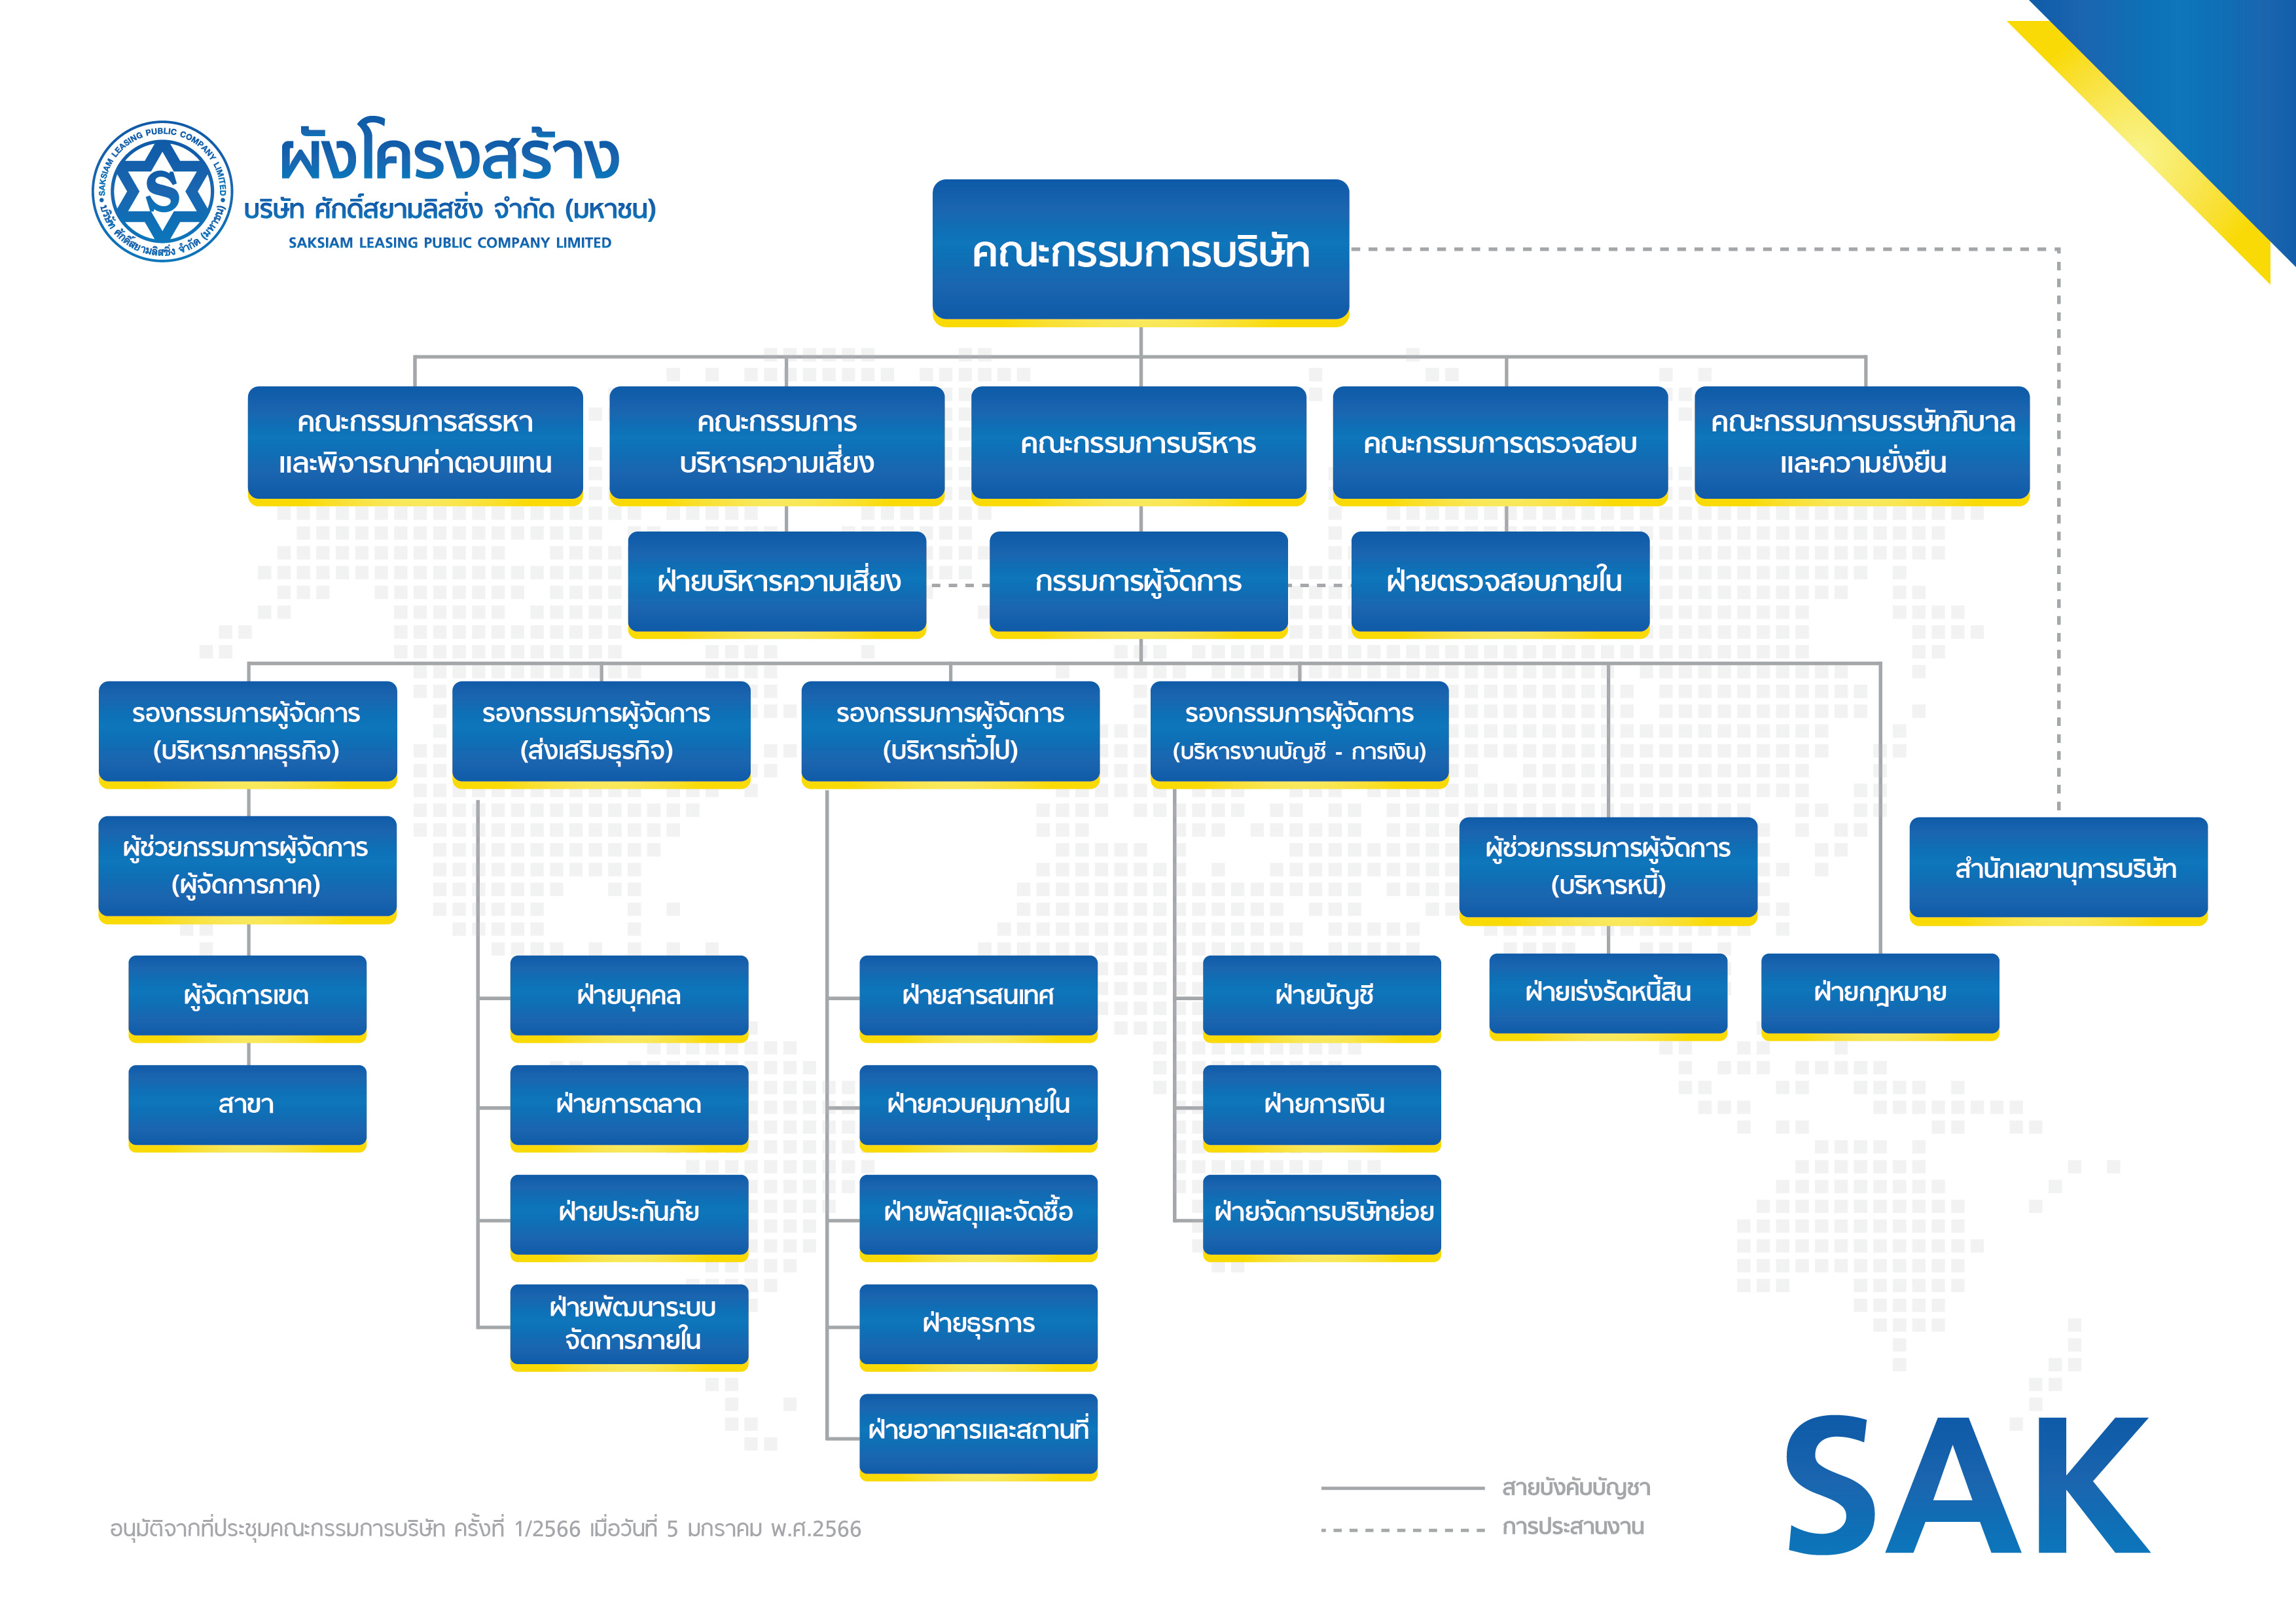 SAKSIAM LEASING PUBLIC COMPANY LIMITED
บริษัท ศักดิ์สยามลิสซิ่ง จำกัด (มหาชน)
S
ผังโครงสร้าง
บริษัท ศักดิ์สยามลิสซิ่ง จำกัด (มหาชน)
SAKSIAM LEASING PUBLIC COMPANY LIMITED
คณะกรรมการบริษัท
คณะกรรมการสรรหา
และพิจารณาค่าตอบแทน
คณะกรรมการ
บริหารความเสี่ยง
คณะกรรมการบริหาร
คณะกรรมการตรวจสอบ
คณะกรรมการบรรษัทภิบาล
และความยั่งยืน
ฝ่ายบริหารความเสี่ยง
กรรมการผู้จัดการ
ฝ่ายตรวจสอบภายใน
รองกรรมการผู้จัดการ
(บริหารภาคธุรกิจ)
รองกรรมการผู้จัดการ
(ส่งเสริมธุรกิจ)
รองกรรมการผู้จัดการ
(บริหารทั่วไป)
รองกรรมการผู้จัดการ
(บริหารงานบัญชี - การเงิน)
ผู้ช่วยกรรมการผู้จัดการ
(ผู้จัดการภาค)
ผู้ช่วยกรรมการผู้จัดการ
(บริหารหนี้)
สำนักเลขานุการบริษัท
ผู้จัดการเขต
ฝ่ายบุคคล
ฝ่ายสารสนเทศ
ฝ่ายบัญชี
ฝ่ายเร่งรัดหนี้สิน
ฝ่ายกฎหมาย
สาขา
ฝ่ายการตลาด
ฝ่ายควบคุมภายใน
ฝ่ายการเงิน
ฝ่ายประกันภัย
ฝ่ายพัสดุและจัดซื้อ
ฝ่ายจัดการบริษัทย่อย
ฝ่ายพัฒนาระบบ
จัดการภายใน
ฝ่ายธุรการ
ฝ่ายอาคารและสถานที่
สายบังคับบัญชา
การประสานงาน
SAK
อนุมัติจากที่ประชุมคณะกรรมการบริษัท ครั้งที่ 1/2566 เมื่อวันที่ 5 มกราคม พ.ศ.2566